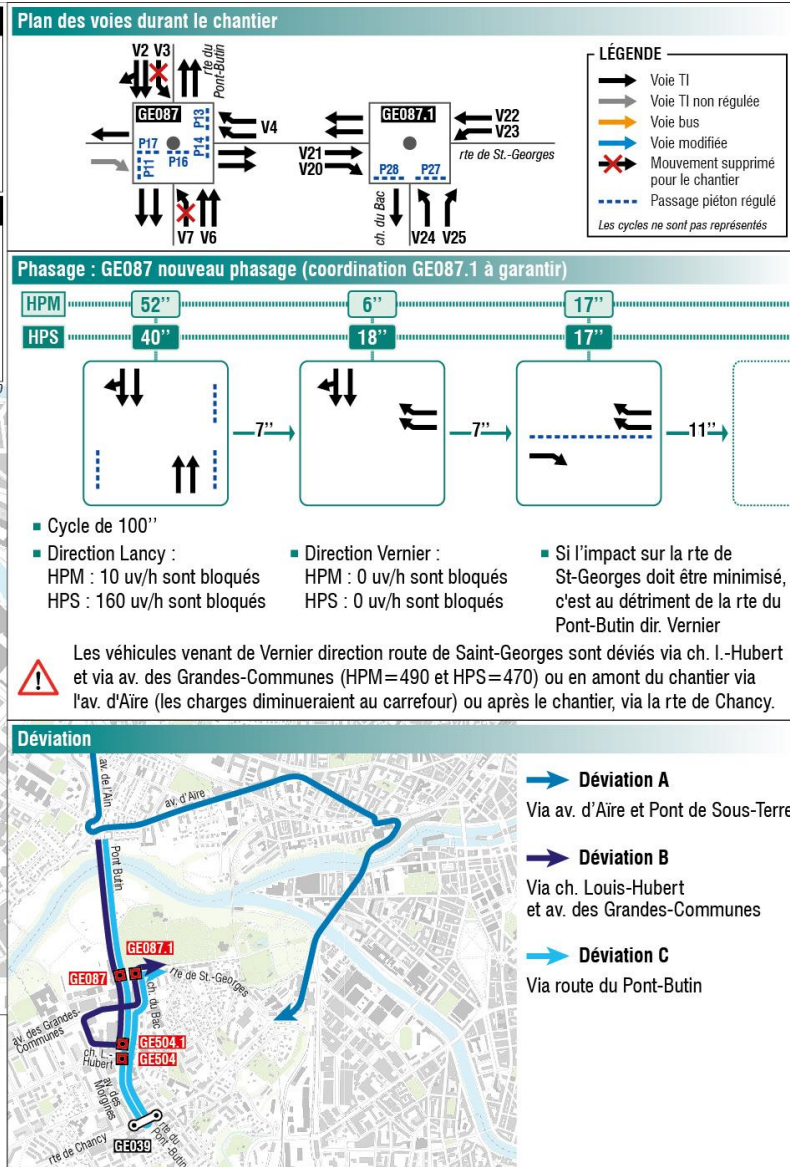 Plan des voies durant le chantier
V2 V3
rte du
Pont-Butin
GE087
P13
V4
P17
P14
P11
P16
V7 V6
GE087.1
V22
V23
V21
V20
rte de St.-Georges
P28 P27
ch. du Bac
V24 V25
LÉGENDE
Voie TI
Voie TI non régulée
Voie bus
Voie modifiée
Mouvement supprimé
pour le chantier
Passage piéton régulé
Les cycles ne sont pas représentés
Phasage : GE087 nouveau phasage (coordination GE087.1 à garantir)
HPM 52’’ 6’’ 17’’
HPS 40’’ 18’’ 17’’
7’’ 7’’ 11’’
▪ Cycle de 100’’
▪ Direction Lancy :
HPM : 10 uv/h sont bloqués
HPS : 160 uv/h sont bloqués
▪ Direction Vernier :
HPM : 0 uv/h sont bloqués
HPS : 0 uv/h sont bloqués
▪ Si l’impact sur la rte de
St-Georges doit être minimisé,
c'est au détriment de la rte du
Pont-Butin dir. Vernier
Les véhicules venant de Vernier direction route de Saint-Georges sont déviés via ch. l.-Hubert
et via av. des Grandes-Communes (HPM=490 et HPS=470) ou en amont du chantier via
l'av. d'Aïre (les charges diminueraient au carrefour) ou après le chantier, via la rte de Chancy.
Déviation
av. de l'Ain
av. d'Aïre
Pont Butin
GE087.1
GE087
rte de St.-Georges
ch. du Bac
av. des Grandes-
Communes
GE504.1
ch. L.-
Hubert
GE504
av. des
Morgines
rte de Chancy
GE039
rte du
Pont-Butin
Déviation A
Via av. d’Aïre et Pont de Sous-Terre
Déviation B
Via ch. Louis-Hubert
et av. des Grandes-Communes
Déviation C
Via route du Pont-Butin